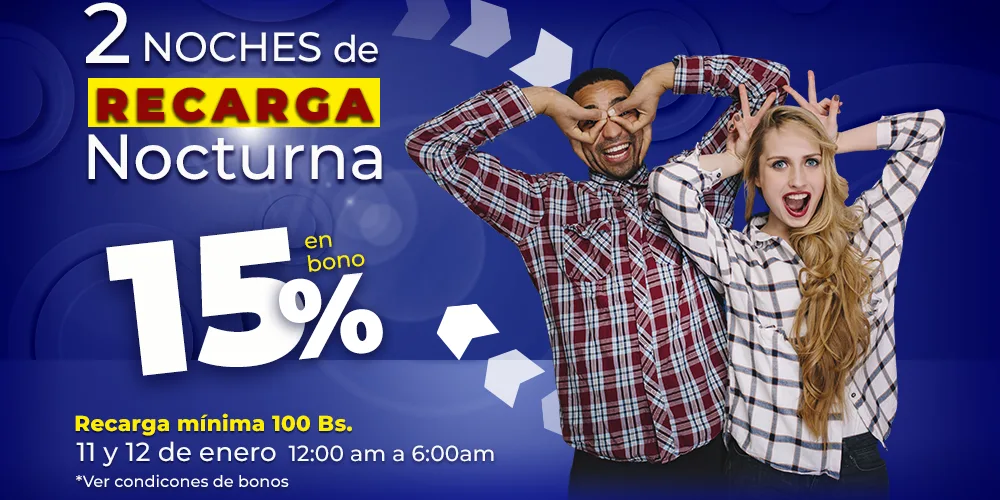 2 NOCHES de
RECARGA
Nocturna
15%
en
bono
Recarga mínima 100 Bs.
11 y 12 de enero 12:00 am a 6:00am
*Ver condicones de bonos